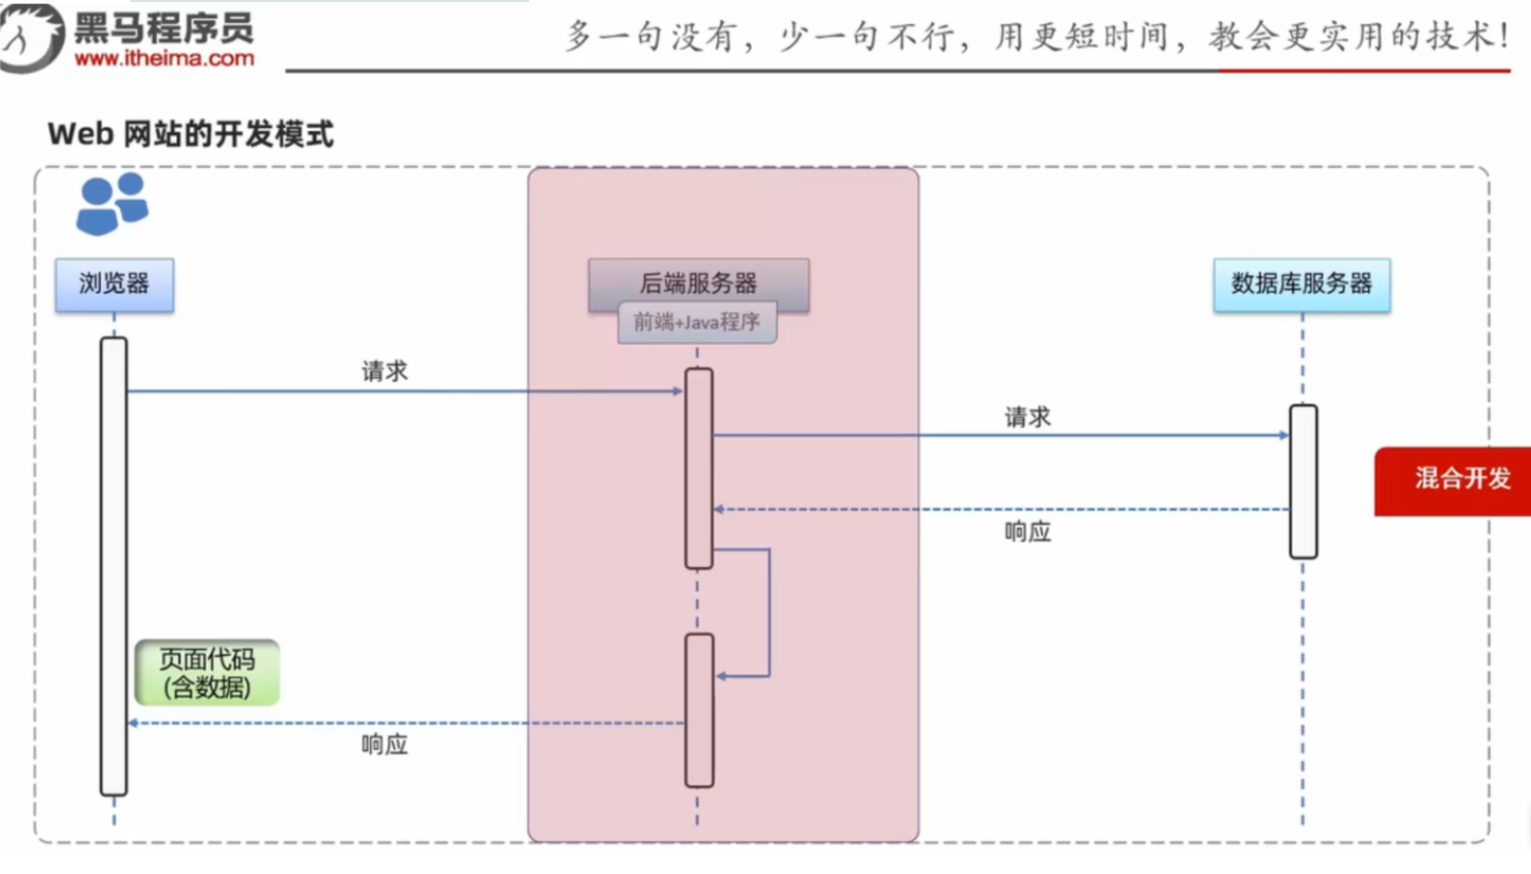 黑马程序员
www.itheima.com
多一句没有，少一句不行，用更短时间，教会更实用的技术！
Web 网站的开发模式
浏览器
后端服务器
前端+Java程序
数据库服务器
请求
请求
混合开发
响应
页面代码
(含数据)
响应